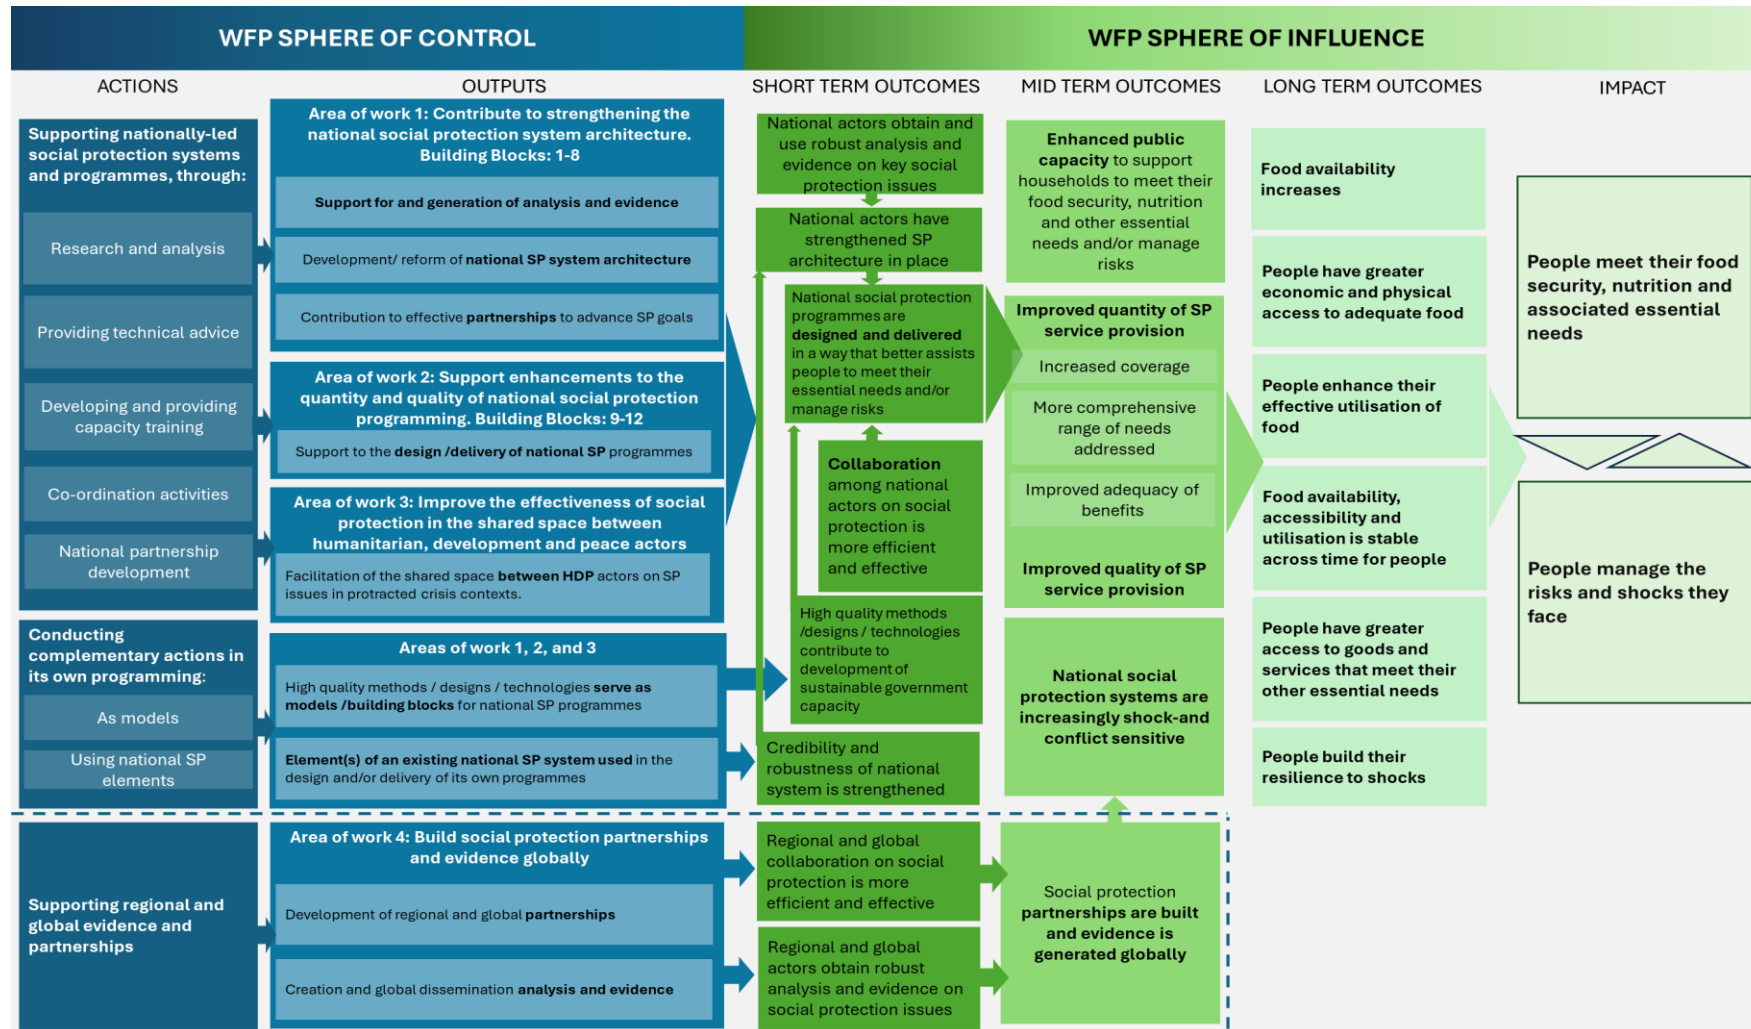 WFP SPHERE OF CONTROL
WFP SPHERE OF INFLUENCE
ACTIONS
OUTPUTS
SHORT TERM OUTCOMES
MID TERM OUTCOMES
LONG TERM OUTCOMES
IMPACT
Supporting nationally-led
social protection systems
and programmes, through:
Research and analysis
Providing technical advice
Developing and providing
capacity training
Co-ordination activities
National partnership
development
Conducting
complementary actions in
its own programming:
As models
Using national SP
elements
Supporting regional and
global evidence and
partnerships
Area of work 1: Contribute to strengthening the
national social protection system architecture.
Building Blocks: 1-8
Support for and generation of analysis and evidence
Development/ reform of national SP system architecture
Contribution to effective partnerships to advance SP goals
Area of work 2: Support enhancements to the
quantity and quality of national social protection
programming. Building Blocks: 9-12
Support to the design /delivery of national SP programmes
Area of work 3: Improve the effectiveness of social
protection in the shared space between
humanitarian, development and peace actors
Facilitation of the shared space between HDP actors on SP
issues in protracted crisis contexts.
Areas of work 1, 2, and 3
High quality methods / designs / technologies serve as
models /building blocks for national SP programmes
Element(s) of an existing national SP system used in the
design and/or delivery of its own programmes
Area of work 4: Build social protection partnerships
and evidence globally
Development of regional and global partnerships
Creation and global dissemination analysis and evidence
National actors obtain and
use robust analysis and
evidence on key social
protection issues
National actors have
strengthened SP
architecture in place
National social protection
programmes are
designed and delivered
in a way that better assists
people to meet their
essential needs and/or
manage risks
Collaboration
among national
actors on social
protection is
more efficient
and effective
High quality methods
/designs / technologies
contribute to
development of
sustainable government
capacity
Credibility and
robustness of national
system is strengthened
Regional and global
collaboration on social
protection is more
efficient and effective
Regional and global
actors obtain robust
analysis and evidence on
social protection issues
Enhanced public
capacity to support
households to meet their
food security, nutrition
and other essential
needs and/or manage
risks
Improved quantity of SP
service provision
Increased coverage
More comprehensive
range of needs
addressed
Improved adequacy of
benefits
Improved quality of SP
service provision
National social
protection systems are
increasingly shock-and
conflict sensitive
Social protection
partnerships are built
and evidence is
generated globally
Food availability
increases
People have greater
economic and physical
access to adequate food
People enhance their
effective utilisation of
food
Food availability,
accessibility and
utilisation is stable
across time for people
People have greater
access to goods and
services that meet their
other essential needs
People build their
resilience to shocks
People meet their food
security, nutrition and
associated essential
needs
People manage the
risks and shocks they
face